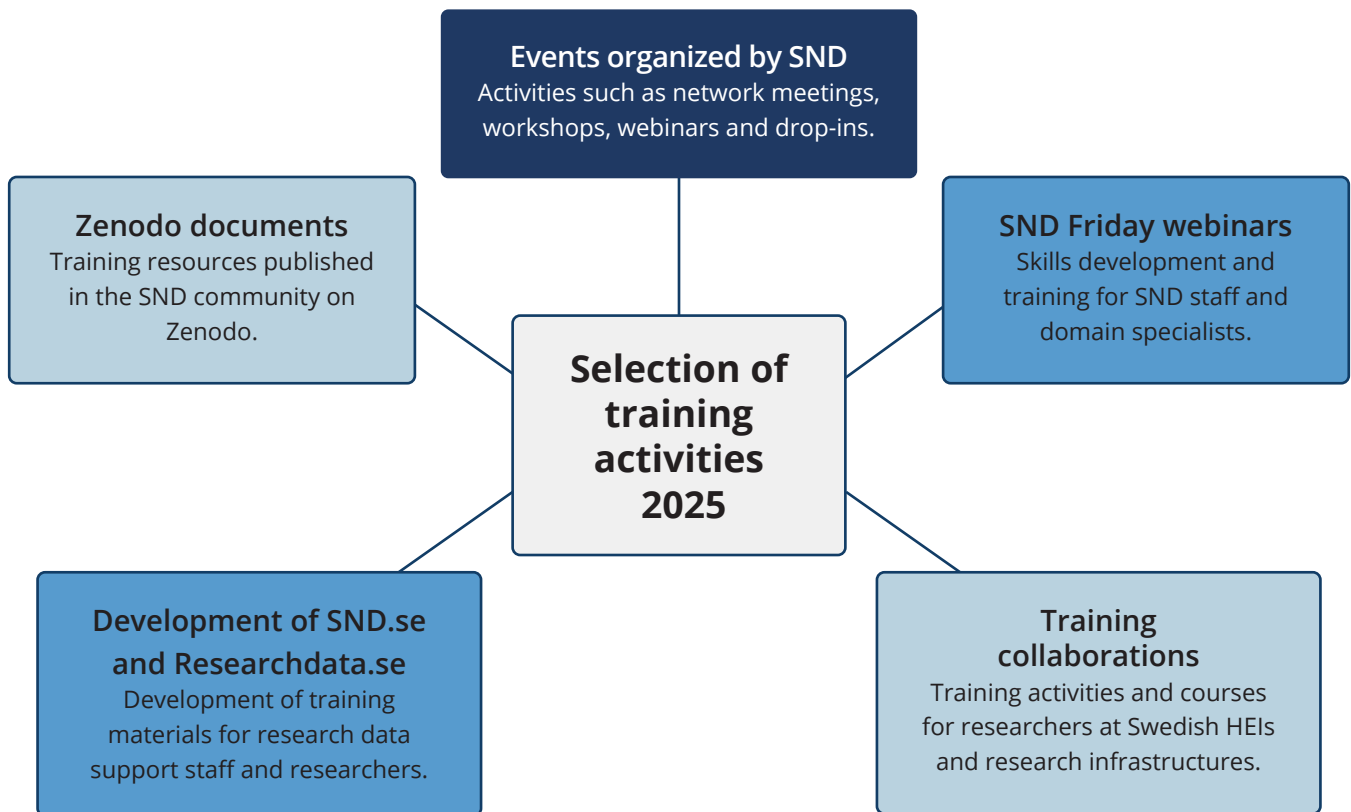 Events organized by SND
Activities such as network meetings,
workshops, webinars and drop-ins.
Zenodo documents
Training resources published
in the SND community on
Zenodo.
SND Friday webinars
Skills development and
training for SND staff and
domain specialists.
Selection of
training
activities
2025
Development of SND.se
and Researchdata.se
Development of training
materials for research data
support staff and researchers.
Training
collaborations
Training activities and courses
for researchers at Swedish HEIs
and research infrastructures.